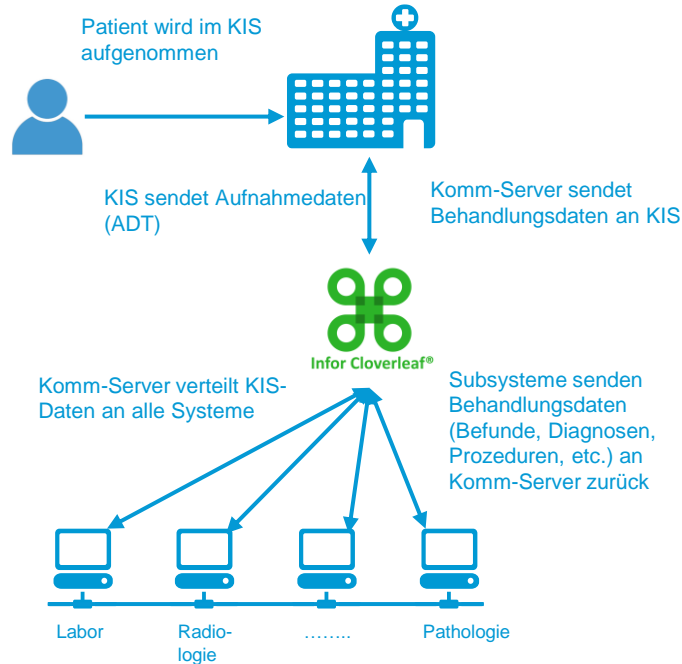 Patient wird im KIS
aufgenommen
KIS sendet Aufnahmedaten
(ADT)
Komm-Server sendet
Behandlungsdaten an KIS
Infor Cloverleaf®
Komm-Server verteilt KIS-
Daten an alle Systeme
Subsysteme senden
Behandlungsdaten
(Befunde, Diagnosen,
Prozeduren, etc.) an
Komm-Server zurück
Labor
Radio-
logie
……..
Pathologie